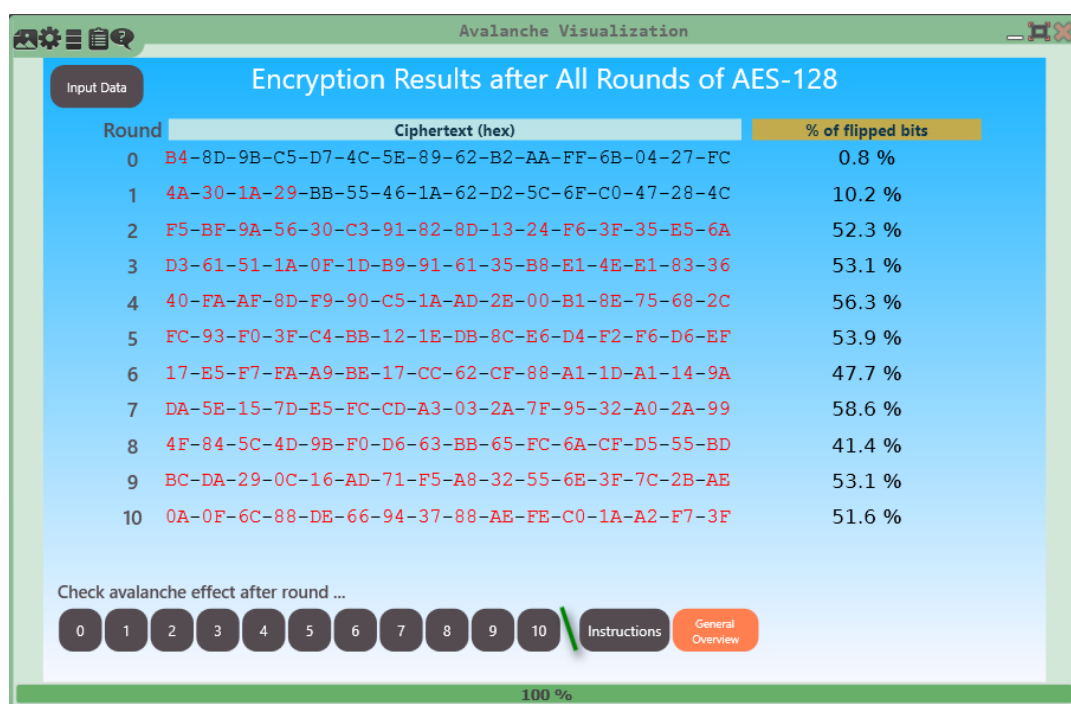 Avalanche Visualization
Input Data
Encryption Results after All Rounds of AES-128
Round Ciphertext (hex) % of flipped bits
0 B4-8D-9B-C5-D7-4C-5E-89-62-B2-AA-FF-6B-04-27-FC 0.8 %
1 4A-30-1A-29-BB-55-46-1A-62-D2-5C-6F-C0-47-28-4C 10.2 %
2 F5-BF-9A-56-30-C3-91-82-8D-13-24-F6-3F-35-E5-6A 52.3 %
3 D3-61-51-1A-0F-1D-B9-91-61-35-B8-E1-4E-E1-83-36 53.1 %
4 40-FA-AF-8D-F9-90-C5-1A-AD-2E-00-B1-8E-75-68-2C 56.3 %
5 FC-93-F0-3F-C4-BB-12-1E-DB-8C-E6-D4-F2-F6-D6-EF 53.9 %
6 17-E5-F7-FA-A9-BE-17-CC-62-CF-88-A1-1D-A1-14-9A 47.7 %
7 DA-5E-15-7D-E5-FC-CD-A3-03-2A-7F-95-32-A0-2A-99 58.6 %
8 4F-84-5C-4D-9B-F0-D6-63-BB-65-FC-6A-CF-D5-55-BD 41.4 %
9 BC-DA-29-0C-16-AD-71-F5-A8-32-55-6E-3F-7C-2B-AE 53.1 %
10 0A-0F-6C-88-DE-66-94-37-88-AE-FE-C0-1A-A2-F7-3F 51.6 %
Check avalanche effect after round ...
0 1 2 3 4 5 6 7 8 9 10 Instructions General
Overview
100 %